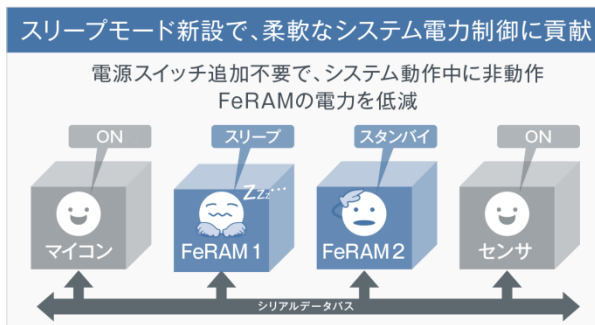 スリープモード新設で、柔軟なシステム電力制御に貢献
電源スイッチ追加不要で、システム動作中に非動作
FeRAMの電力を低減
ON
スリープ
スタンバイ
ON
ZZZ…
マイコン
FeRAM 1
FeRAM 2
センサ
シリアルデータバス